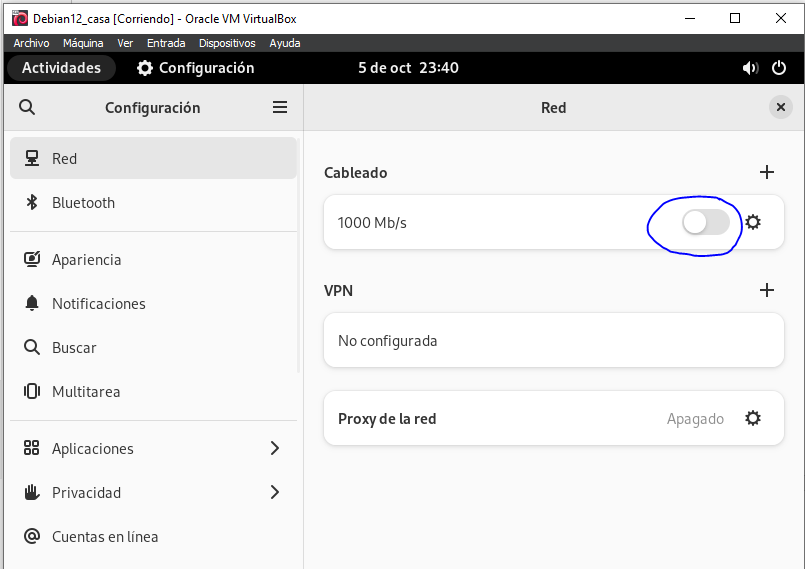 Debian12_casa [Corriendo] - Oracle VM VirtualBox
Archivo Máquina Ver Entrada Dispositivos Ayuda
Actividades Configuración 5 de oct 23:40
Configuración Red
Red
Bluetooth
Apariencia
Notificaciones
Buscar
Multitarea
Aplicaciones
Privacidad
Cuentas en línea
Cableado
1000 Mb/s
VPN
No configurada
Proxy de la red Apagado